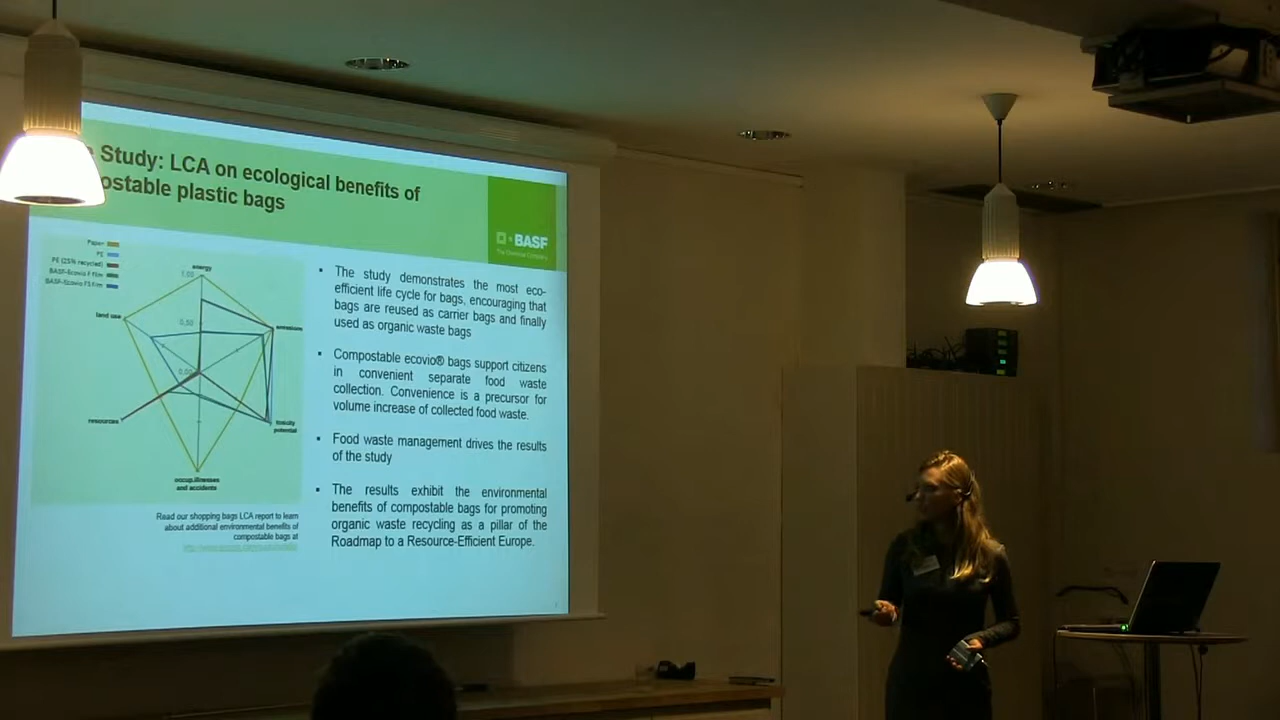 Study: LCA on ecological benefits of
ostable plastic bags
BASF
The Chemical Company
Paper
PE
PE (25% recycled)
BASF-Ecovio F Film
BASF-Ecovio FS Film
energy
1,00
land use
0,50
emissions
0,00
resources
toxicity
potential
occup.illnesses
and accidents
Read our shopping bags LCA report to learn
about additional environmental benefits of
compostable bags at
▪ The study demonstrates the most eco-
efficient life cycle for bags, encouraging that
bags are reused as carrier bags and finally
used as organic waste bags
▪ Compostable ecovio® bags support citizens
in convenient separate food waste
collection. Convenience is a precursor for
volume increase of collected food waste.
▪ Food waste management drives the results
of the study
▪ The results exhibit the environmental
benefits of compostable bags for promoting
organic waste recycling as a pillar of the
Roadmap to a Resource-Efficient Europe.